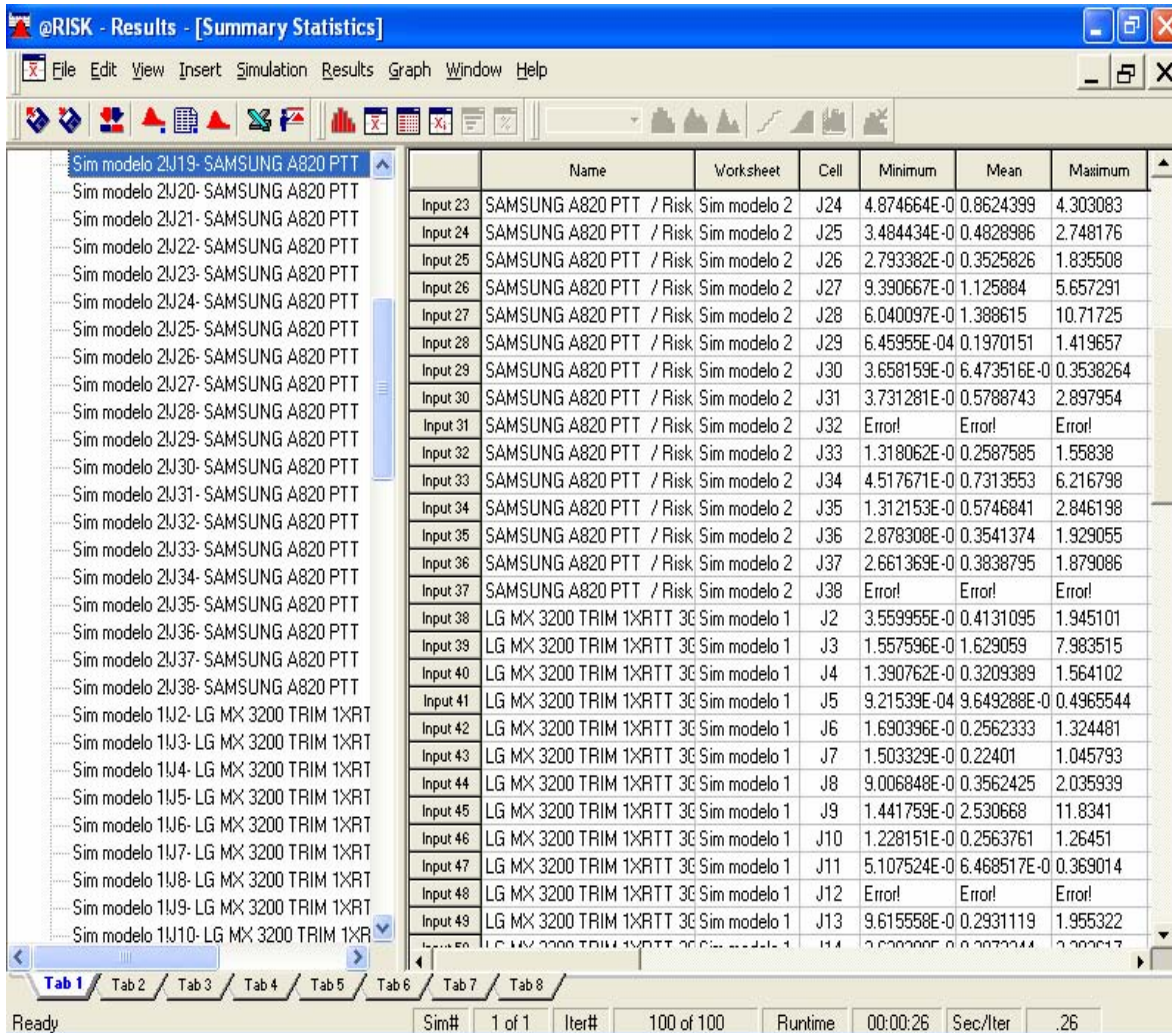 @RISK - Results - [Summary Statistics]
File Edit View Insert Simulation Results Graph Window Help
Sim modelo 2!J19- SAMSUNG A820 PTT
Sim modelo 2!J20- SAMSUNG A820 PTT
Sim modelo 2!J21- SAMSUNG A820 PTT
Sim modelo 2!J22- SAMSUNG A820 PTT
Sim modelo 2!J23- SAMSUNG A820 PTT
Sim modelo 2!J24- SAMSUNG A820 PTT
Sim modelo 2!J25- SAMSUNG A820 PTT
Sim modelo 2!J26- SAMSUNG A820 PTT
Sim modelo 2!J27- SAMSUNG A820 PTT
Sim modelo 2!J28- SAMSUNG A820 PTT
Sim modelo 2!J29- SAMSUNG A820 PTT
Sim modelo 2!J30- SAMSUNG A820 PTT
Sim modelo 2!J31- SAMSUNG A820 PTT
Sim modelo 2!J32- SAMSUNG A820 PTT
Sim modelo 2!J33- SAMSUNG A820 PTT
Sim modelo 2!J34- SAMSUNG A820 PTT
Sim modelo 2!J35- SAMSUNG A820 PTT
Sim modelo 2!J36- SAMSUNG A820 PTT
Sim modelo 2!J37- SAMSUNG A820 PTT
Sim modelo 2!J38- SAMSUNG A820 PTT
Sim modelo 1!J2- LG MX 3200 TRIM 1XRT
Sim modelo 1!J3- LG MX 3200 TRIM 1XRT
Sim modelo 1!J4- LG MX 3200 TRIM 1XRT
Sim modelo 1!J5- LG MX 3200 TRIM 1XRT
Sim modelo 1!J6- LG MX 3200 TRIM 1XRT
Sim modelo 1!J7- LG MX 3200 TRIM 1XRT
Sim modelo 1!J8- LG MX 3200 TRIM 1XRT
Sim modelo 1!J9- LG MX 3200 TRIM 1XRT
Sim modelo 1!J10- LG MX 3200 TRIM 1XR
Name Worksheet Cell Minimum Mean Maximum
Input 23 SAMSUNG A820 PTT / Risk Sim modelo 2 J24 4.874664E-0 0.8624399 4.303083
Input 24 SAMSUNG A820 PTT / Risk Sim modelo 2 J25 3.484434E-0 0.4828986 2.748176
Input 25 SAMSUNG A820 PTT / Risk Sim modelo 2 J26 2.793382E-0 0.3525826 1.835508
Input 26 SAMSUNG A820 PTT / Risk Sim modelo 2 J27 9.390667E-0 1.125884 5.657291
Input 27 SAMSUNG A820 PTT / Risk Sim modelo 2 J28 6.040097E-0 1.388615 10.71725
Input 28 SAMSUNG A820 PTT / Risk Sim modelo 2 J29 6.45955E-04 0.1970151 1.419657
Input 29 SAMSUNG A820 PTT / Risk Sim modelo 2 J30 3.658159E-0 6.473516E-0 0.3538264
Input 30 SAMSUNG A820 PTT / Risk Sim modelo 2 J31 3.731281E-0 0.5788743 2.897954
Input 31 SAMSUNG A820 PTT / Risk Sim modelo 2 J32 Error! Error! Error!
Input 32 SAMSUNG A820 PTT / Risk Sim modelo 2 J33 1.318062E-0 0.2587585 1.55838
Input 33 SAMSUNG A820 PTT / Risk Sim modelo 2 J34 4.517671E-0 0.7313553 6.216798
Input 34 SAMSUNG A820 PTT / Risk Sim modelo 2 J35 1.312153E-0 0.5746841 2.846198
Input 35 SAMSUNG A820 PTT / Risk Sim modelo 2 J36 2.878308E-0 0.3541374 1.929055
Input 36 SAMSUNG A820 PTT / Risk Sim modelo 2 J37 2.661369E-0 0.3838795 1.879086
Input 37 SAMSUNG A820 PTT / Risk Sim modelo 2 J38 Error! Error! Error!
Input 38 LG MX 3200 TRIM 1XRTT 3G Sim modelo 1 J2 3.559955E-0 0.4131095 1.945101
Input 39 LG MX 3200 TRIM 1XRTT 3G Sim modelo 1 J3 1.557596E-0 1.629059 7.983515
Input 40 LG MX 3200 TRIM 1XRTT 3G Sim modelo 1 J4 1.390762E-0 0.3209389 1.564102
Input 41 LG MX 3200 TRIM 1XRTT 3G Sim modelo 1 J5 9.21539E-04 9.649288E-0 0.4965544
Input 42 LG MX 3200 TRIM 1XRTT 3G Sim modelo 1 J6 1.690396E-0 0.2562333 1.324481
Input 43 LG MX 3200 TRIM 1XRTT 3G Sim modelo 1 J7 1.503329E-0 0.22401 1.045793
Input 44 LG MX 3200 TRIM 1XRTT 3G Sim modelo 1 J8 9.006848E-0 0.3562425 2.035939
Input 45 LG MX 3200 TRIM 1XRTT 3G Sim modelo 1 J9 1.441759E-0 2.530668 11.8341
Input 46 LG MX 3200 TRIM 1XRTT 3G Sim modelo 1 J10 1.228151E-0 0.2563761 1.26451
Input 47 LG MX 3200 TRIM 1XRTT 3G Sim modelo 1 J11 5.107524E-0 6.468517E-0 0.369014
Input 48 LG MX 3200 TRIM 1XRTT 3G Sim modelo 1 J12 Error! Error! Error!
Input 49 LG MX 3200 TRIM 1XRTT 3G Sim modelo 1 J13 9.615558E-0 0.2931119 1.955322
Tab 1 Tab 2 Tab 3 Tab 4 Tab 5 Tab 6 Tab 7 Tab 8
Ready Sim# 1 of 1 Iter# 100 of 100 Runtime 00:00:26 Sec/Iter .26